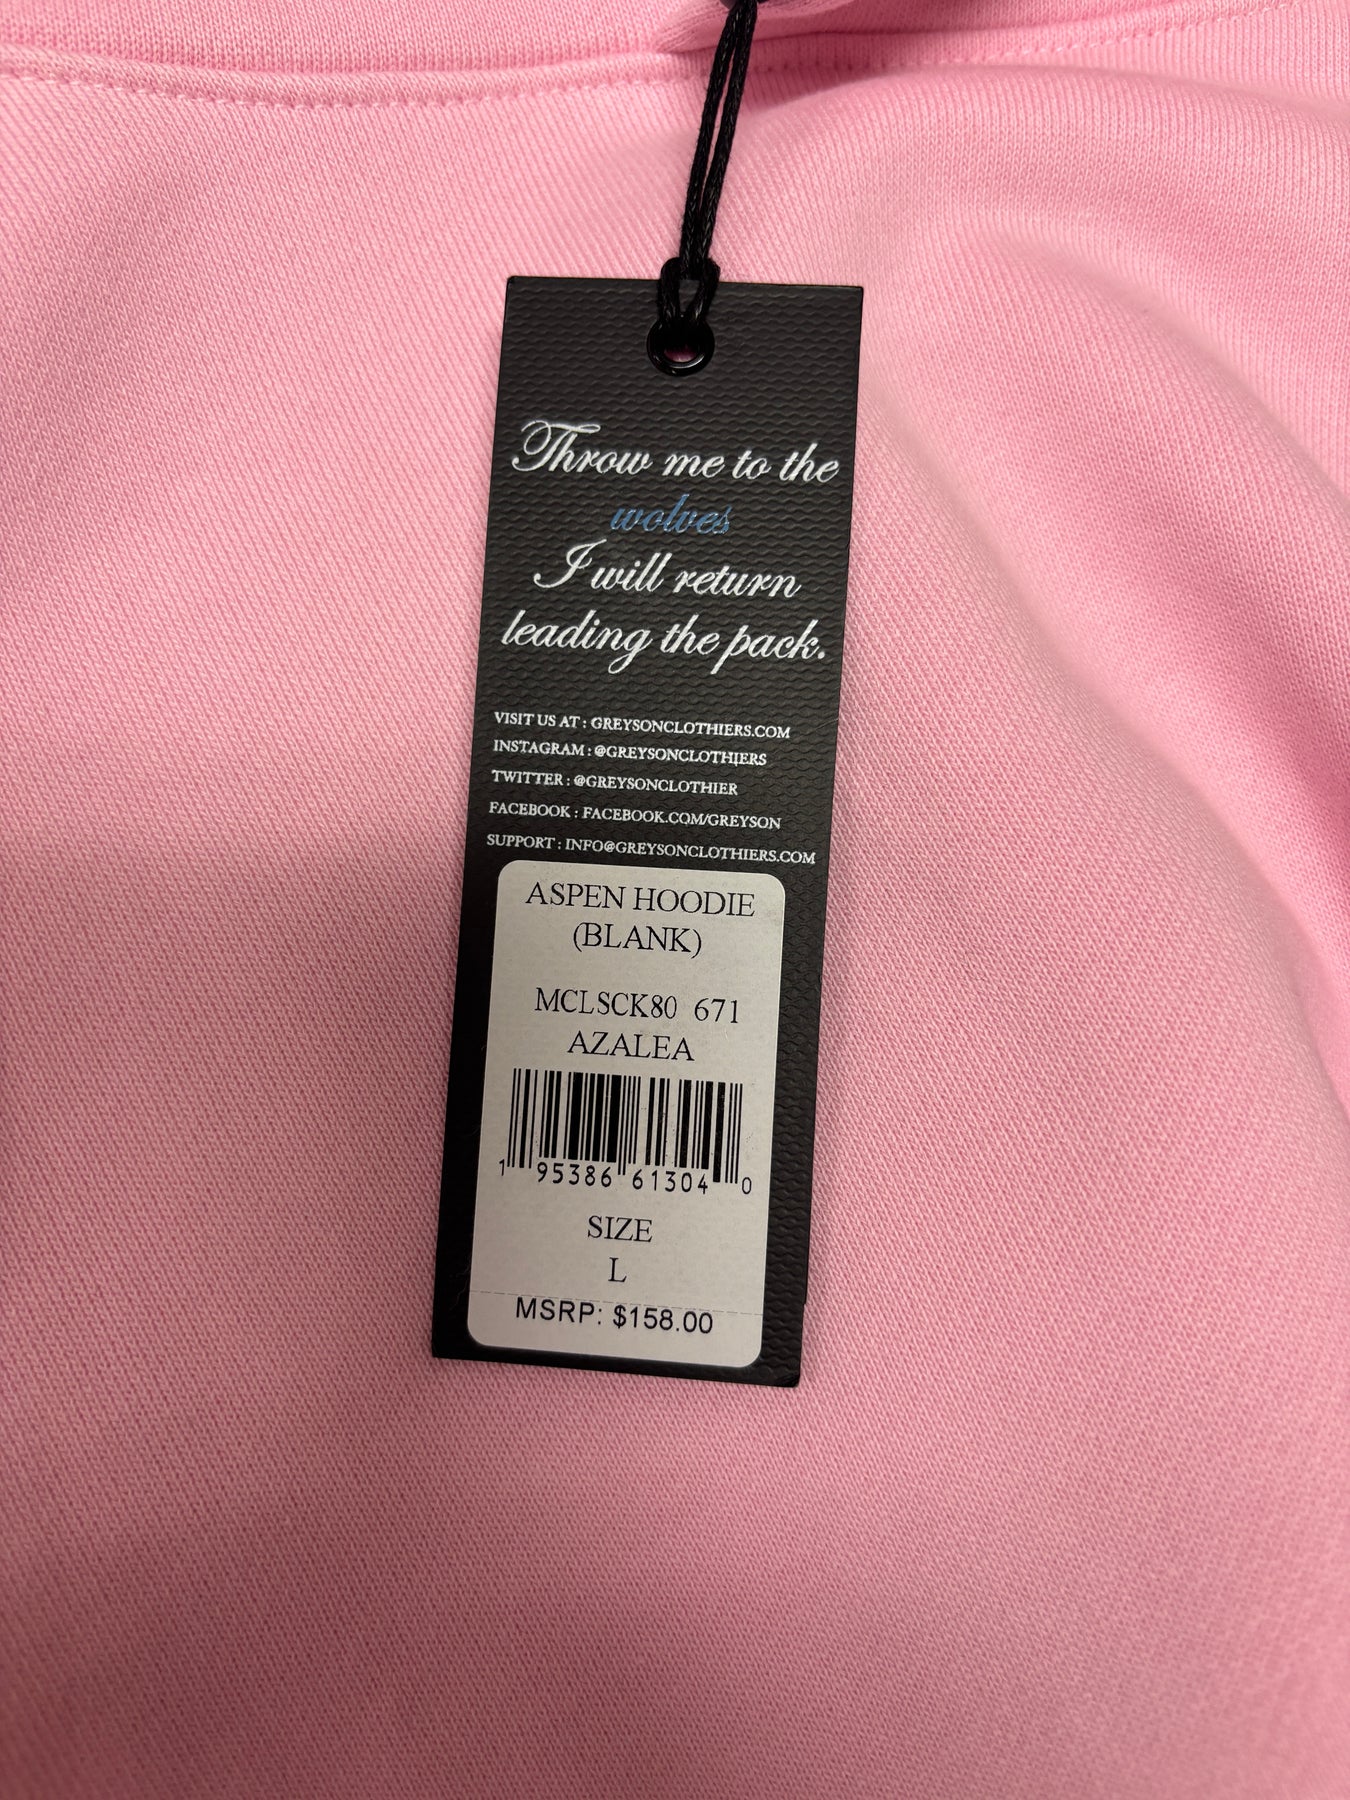 Throw me to the
wolves
I will return
leading the pack.
VISIT US AT : GREYSONCLOTHIERS.COM
INSTAGRAM : @GREYSONCLOTHIERS
TWITTER : @GREYSONCLOTHIER
FACEBOOK : FACEBOOK.COM/GREYSON
SUPPORT : INFO@GREYSONCLOTHIERS.COM
ASPEN HOODIE
(BLANK)
MCLSCK80 671
AZALEA
1 95386 61304 0
SIZE
L
MSRP: $158.00